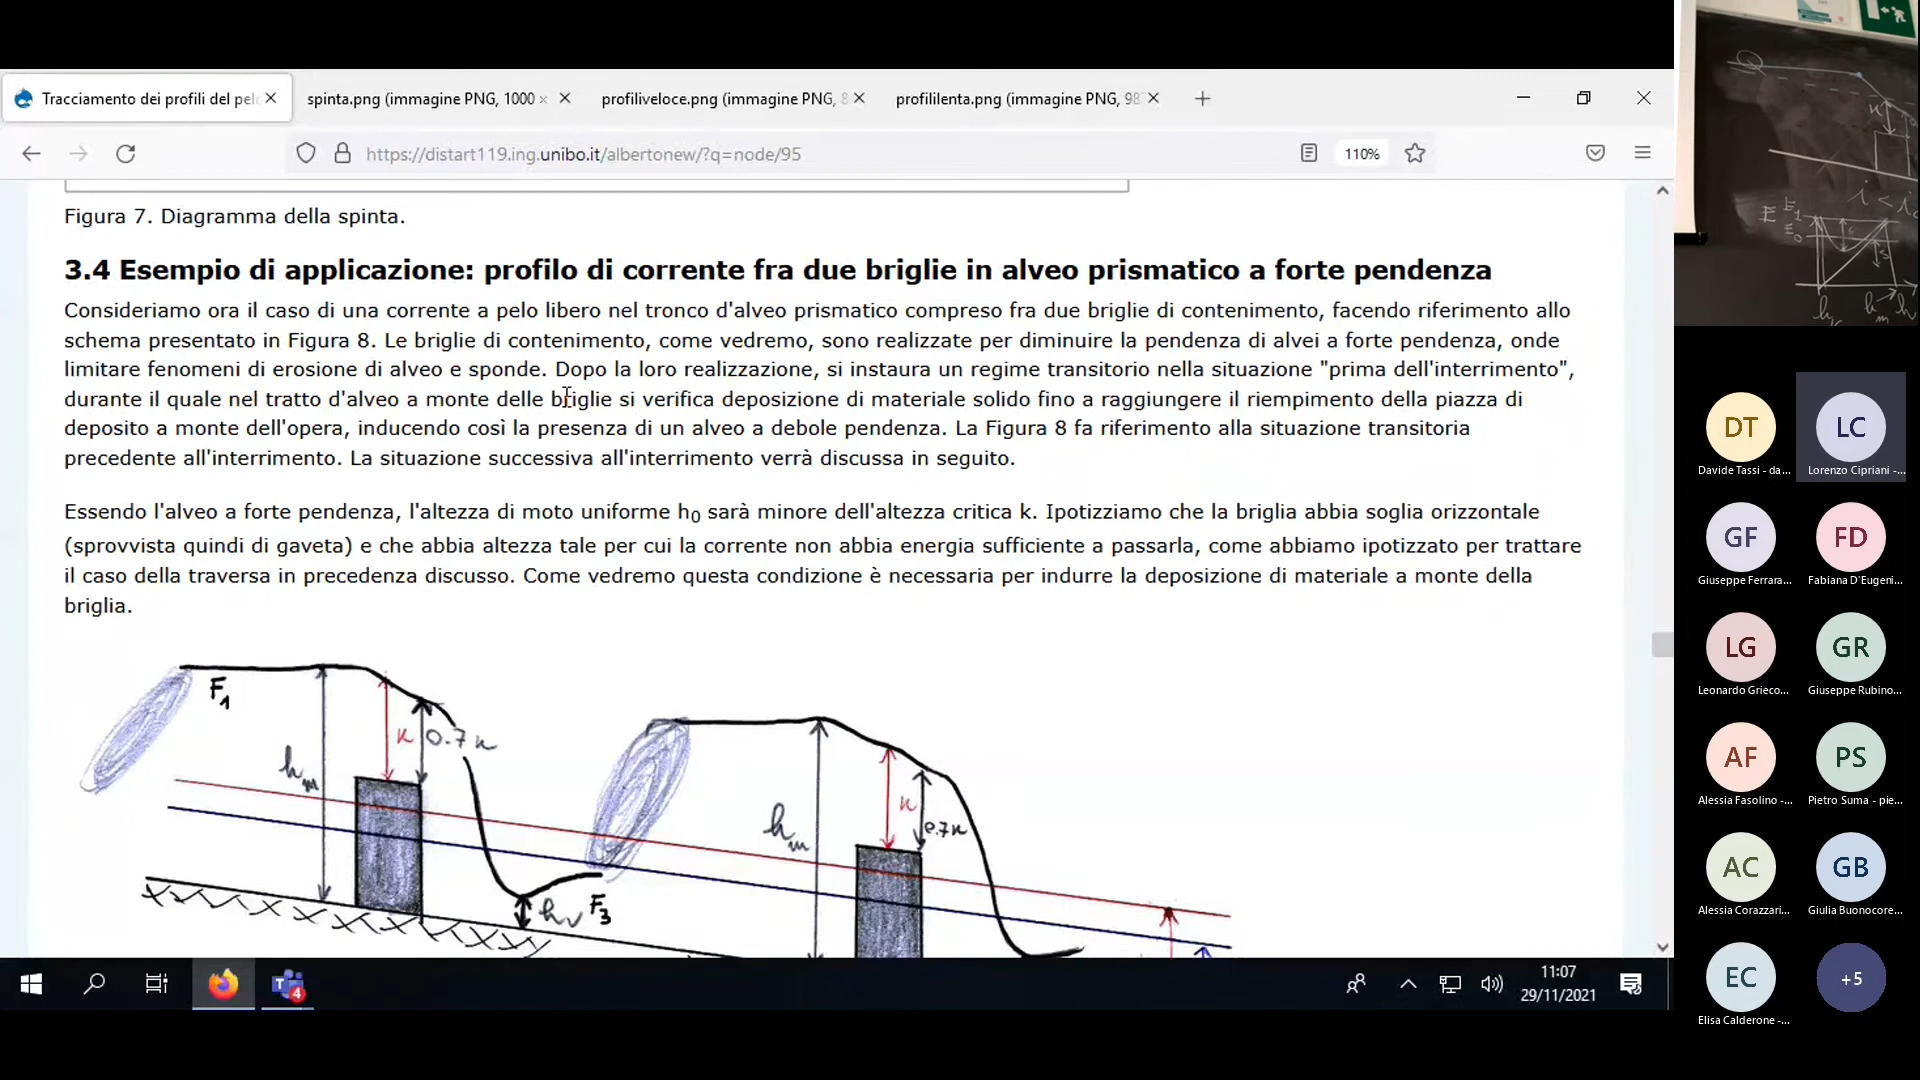 Tracciamento dei profili del pelo
spinta.png (immagine PNG, 1000 ×
profiliveloce.png (immagine PNG, 8
profililenta.png (immagine PNG, 98
https://distart119.ing.unibo.it/albertonew/?q=node/95
110%
Figura 7. Diagramma della spinta.
3.4 Esempio di applicazione: profilo di corrente fra due briglie in alveo prismatico a forte pendenza
Consideriamo ora il caso di una corrente a pelo libero nel tronco d'alveo prismatico compreso fra due briglie di contenimento, facendo riferimento allo
schema presentato in Figura 8. Le briglie di contenimento, come vedremo, sono realizzate per diminuire la pendenza di alvei a forte pendenza, onde
limitare fenomeni di erosione di alveo e sponde. Dopo la loro realizzazione, si instaura un regime transitorio nella situazione "prima dell'interrimento",
durante il quale nel tratto d'alveo a monte delle briglie si verifica deposizione di materiale solido fino a raggiungere il riempimento della piazza di
deposito a monte dell'opera, inducendo così la presenza di un alveo a debole pendenza. La Figura 8 fa riferimento alla situazione transitoria
precedente all'interrimento. La situazione successiva all'interrimento verrà discussa in seguito.
Essendo l'alveo a forte pendenza, l'altezza di moto uniforme h0 sarà minore dell'altezza critica k. Ipotizziamo che la briglia abbia soglia orizzontale
(sprovvista quindi di gaveta) e che abbia altezza tale per cui la corrente non abbia energia sufficiente a passarla, come abbiamo ipotizzato per trattare
il caso della traversa in precedenza discusso. Come vedremo questa condizione è necessaria per indurre la deposizione di materiale a monte della
briglia.
F1
k
0.7k
hm
hv
F3
hm
k
0.7k
4
11:07
29/11/2021
DT
Davide Tassi - da...
LC
Lorenzo Cipriani -...
GF
Giuseppe Ferrara...
FD
Fabiana D'Eugeni...
LG
Leonardo Grieco...
GR
Giuseppe Rubino...
AF
Alessia Fasolino -...
PS
Pietro Suma - pie...
AC
Alessia Corazzari...
GB
Giulia Buonocore...
EC
Elisa Calderone -...
+5